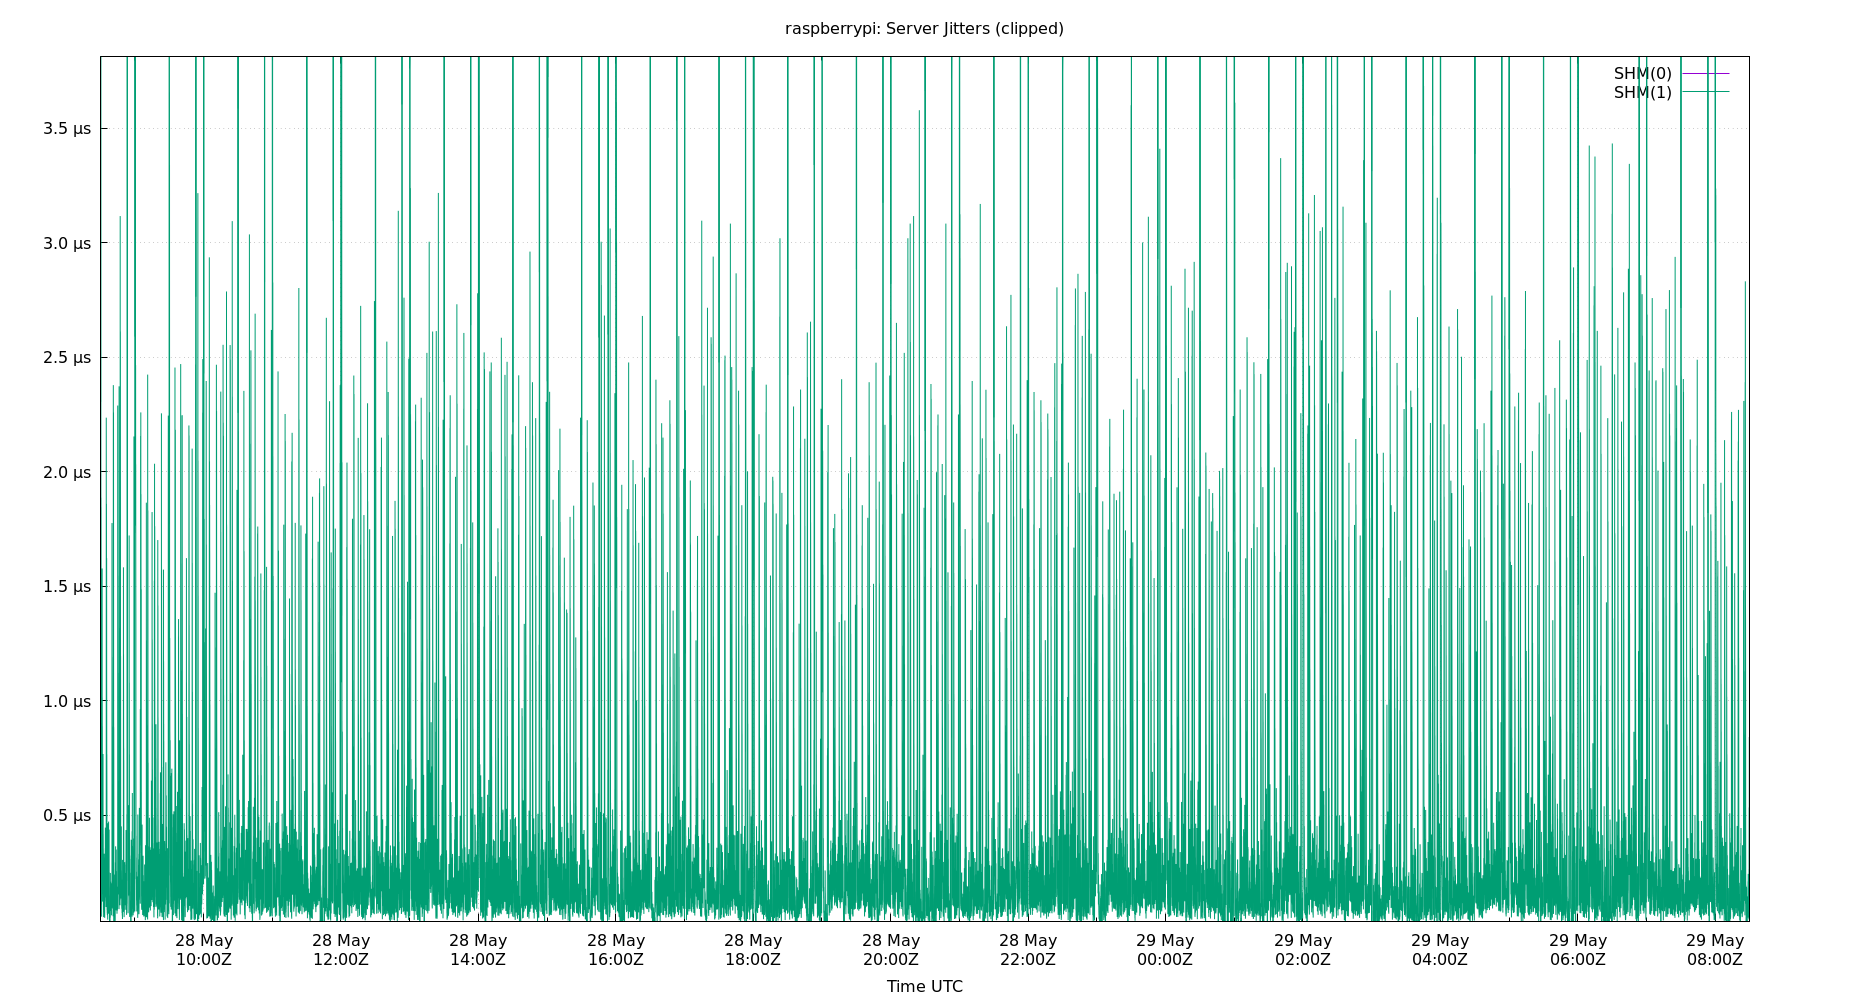 raspberrypi: Server Jitters (clipped)
SHM(0)
SHM(1)
3.5 µs
3.0 µs
2.5 µs
2.0 µs
1.5 µs
1.0 µs
0.5 µs
28 May 28 May 28 May 28 May 28 May 28 May 28 May 29 May 29 May 29 May 29 May 29 May
10:00Z 12:00Z 14:00Z 16:00Z 18:00Z 20:00Z 22:00Z 00:00Z 02:00Z 04:00Z 06:00Z 08:00Z
Time UTC